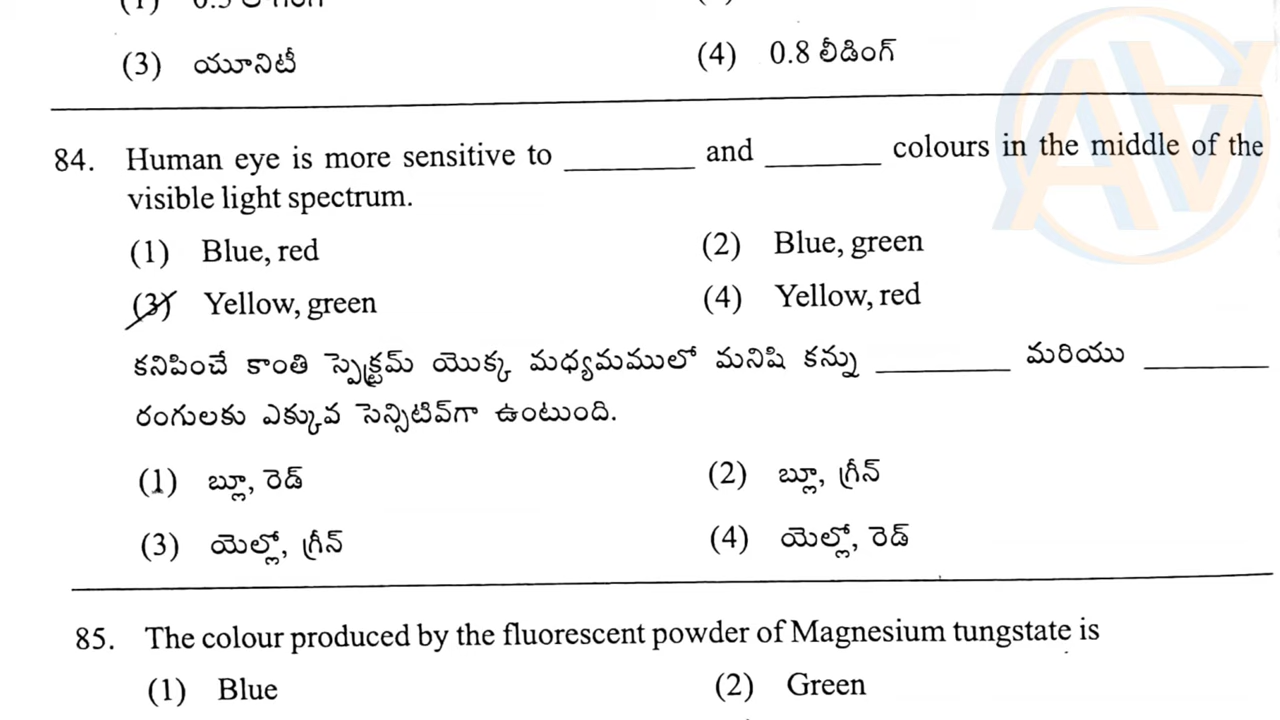 (3) యూనిటీ (4) 0.8 లీడింగ్
84. Human eye is more sensitive to ________ and ________ colours in the middle of the
visible light spectrum.
(1) Blue, red (2) Blue, green
(3) Yellow, green (4) Yellow, red
కనిపించే కాంతి స్పెక్ట్రమ్ యొక్క మధ్యమములో మనిషి కన్ను ________ మరియు ________
రంగులకు ఎక్కువ సెన్సిటివ్‌గా ఉంటుంది.
(1) బ్లూ, రెడ్ (2) బ్లూ, గ్రీన్
(3) యెల్లో, గ్రీన్ (4) యెల్లో, రెడ్
85. The colour produced by the fluorescent powder of Magnesium tungstate is
(1) Blue (2) Green